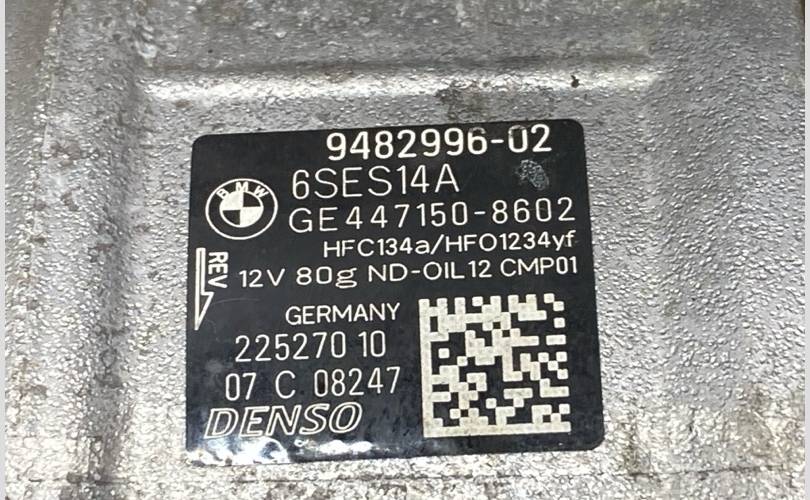 9482996-02
6SES14A
BMW
GE447150-8602
HFC134a/HFO1234yf
REV
12V 80g ND-OIL12 CMP01
GERMANY
225270 10
07 C 08247
DENSO